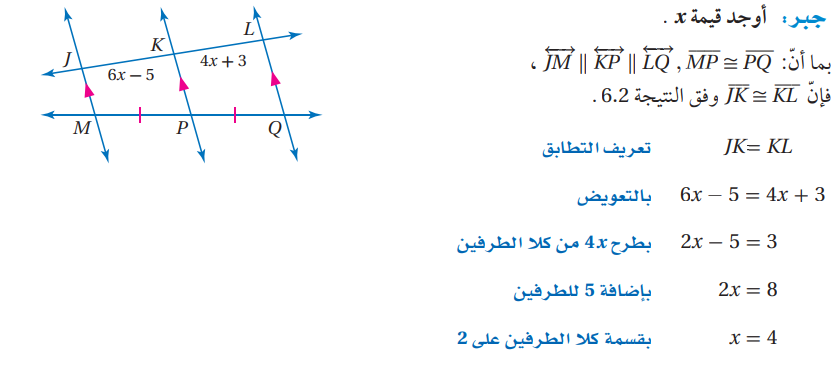 جبر: أوجد قيمة x .
بما أنّ: JM ∥ KP ∥ LQ , MP ≅ PQ ،
فإنّ JK ≅ KL وفق النتيجة 6.2 .
JK= KL تعريف التطابق
6x – 5 = 4x + 3 بالتعويض
2x – 5 = 3 بطرح 4x من كلا الطرفين
2x = 8 بإضافة 5 للطرفين
x = 4 بقسمة كلا الطرفين على 2
L
K
J
4x + 3
6x – 5
M P Q